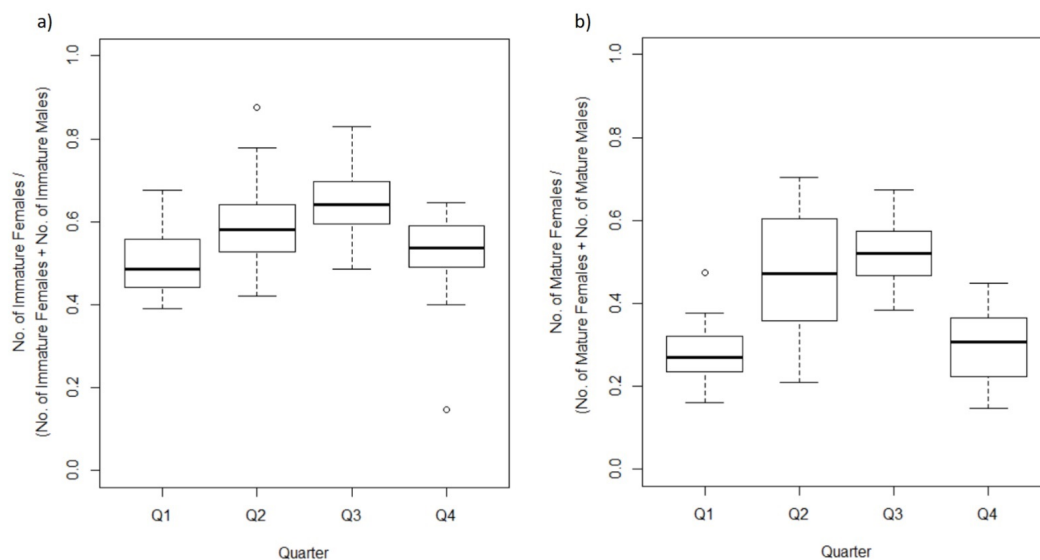 a)
No. of Immature Females /
(No. of Immature Females + No. of Immature Males)
1.0
0.8
0.6
0.4
0.2
0.0
Q1 Q2 Q3 Q4
Quarter
b)
No. of Mature Females /
(No. of Mature Females + No. of Mature Males)
1.0
0.8
0.6
0.4
0.2
0.0
Q1 Q2 Q3 Q4
Quarter